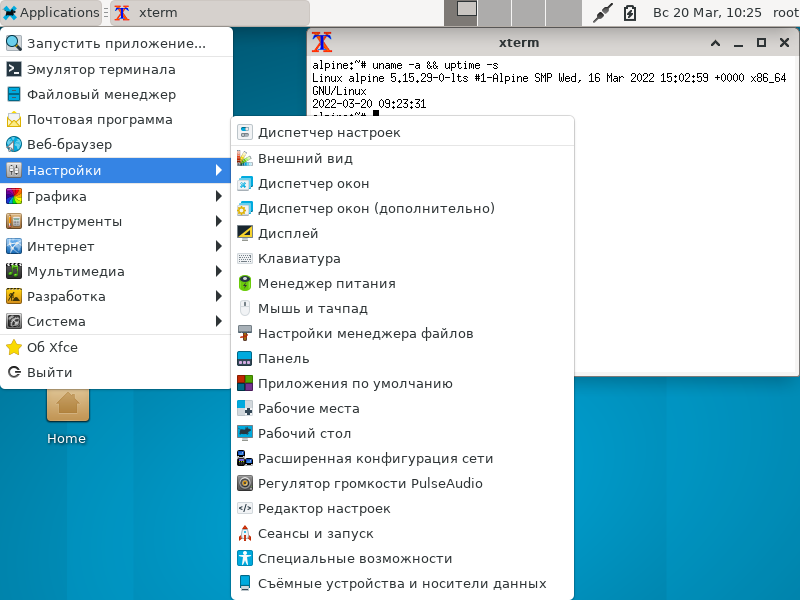 Applications
xterm
Вс 20 Mar, 10:25 root
Запустить приложение...
Эмулятор терминала
Файловый менеджер
Почтовая программа
Веб-браузер
Настройки
Графика
Инструменты
Интернет
Мультимедиа
Разработка
Система
Об Xfce
Выйти
xterm
alpine:~# uname -a && uptime -s
Linux alpine 5.15.29-0-lts #1-Alpine SMP Wed, 16 Mar 2022 15:02:59 +0000 x86_64
GNU/Linux
2022-03-20 09:23:31
alpine:~#
Диспетчер настроек
Внешний вид
Диспетчер окон
Диспетчер окон (дополнительно)
Дисплей
Клавиатура
Менеджер питания
Мышь и тачпад
Настройки менеджера файлов
Панель
Приложения по умолчанию
Рабочие места
Рабочий стол
Расширенная конфигурация сети
Регулятор громкости PulseAudio
Редактор настроек
Сеансы и запуск
Специальные возможности
Съёмные устройства и носители данных
Home